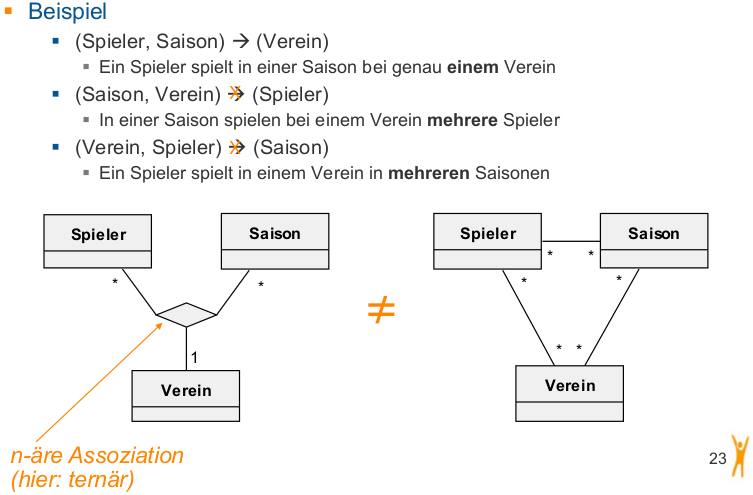 Beispiel
(Spieler, Saison) → (Verein)
Ein Spieler spielt in einer Saison bei genau einem Verein
(Saison, Verein) ↛ (Spieler)
In einer Saison spielen bei einem Verein mehrere Spieler
(Verein, Spieler) ↛ (Saison)
Ein Spieler spielt in einem Verein in mehreren Saisonen
Spieler
Saison
*
*
1
Verein
≠
Spieler
Saison
*
*
*
*
*
*
Verein
n-äre Assoziation
(hier: ternär)
23